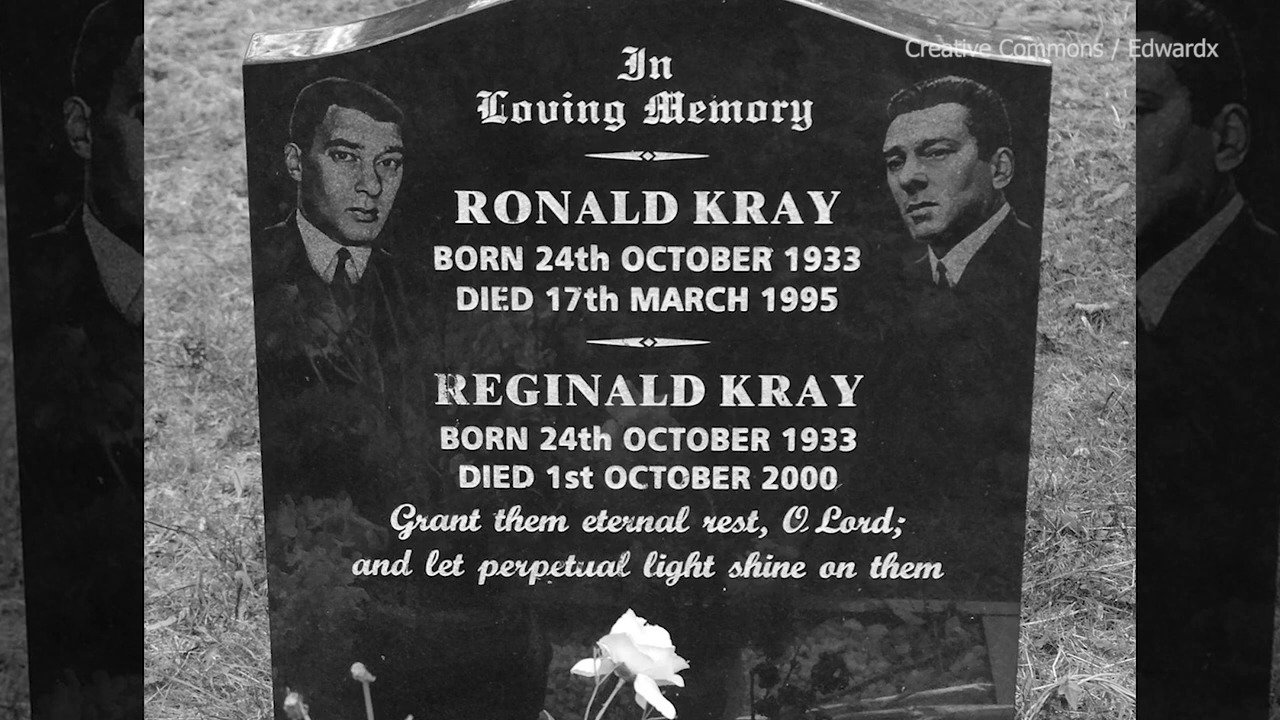 Creative Commons / Edwardx
In
Loving Memory
RONALD KRAY
BORN 24th OCTOBER 1933
DIED 17th MARCH 1995
REGINALD KRAY
BORN 24th OCTOBER 1933
DIED 1st OCTOBER 2000
Grant them eternal rest, O Lord;
and let perpetual light shine on them